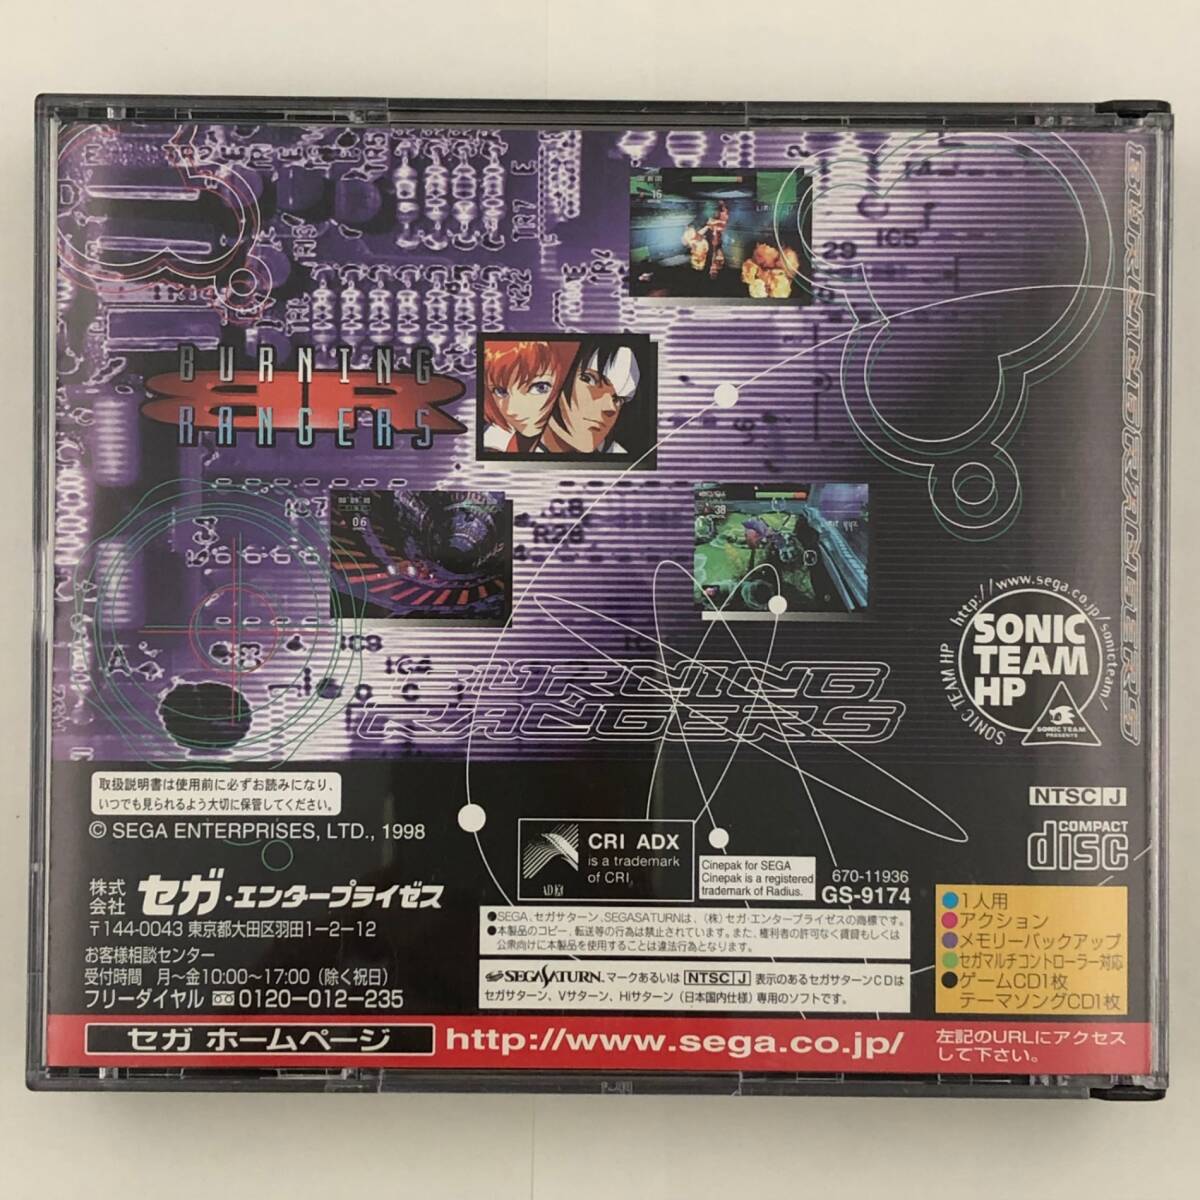 BURNING
RANGERS
BURNING RANGERS
BURNING
RANGERS
IC5
29
IC7
IC8
R28
IC9
http://www.sega.co.jp/sonicteam/
SONIC TEAM HP
SONIC
TEAM
HP
SONIC TEAM
PRESENTS
取扱説明書は使用前に必ずお読みになり、
いつでも見られるよう大切に保管してください。
© SEGA ENTERPRISES, LTD., 1998
株式会社 セガ・エンタープライゼス
〒144-0043 東京都大田区羽田1-2-12
お客様相談センター
受付時間 月～金10:00～17:00 (除く祝日)
フリーダイヤル 0120-012-235
CRI ADX
is a trademark
of CRI.
Cinepak for SEGA
Cinepak is a registered
trademark of Radius.
670-11936
GS-9174
NTSC J
COMPACT
disc
●SEGA、セガサターン、SEGASATURNは、(株)セガ・エンタープライゼスの商標です。
●本製品のコピー、転送等の行為は禁止されています。また、権利者の許可なく賃貸もしくは
公衆向けに本製品を使用することは違法行為となります。
SEGASATURN. マークあるいは NTSC J 表示のあるセガサターンCDは
セガサターン、Vサターン、Hiサターン(日本国内仕様)専用のソフトです。
●1人用
●アクション
●メモリーバックアップ
●セガマルチコントローラー対応
●ゲームCD1枚
テーマソングCD1枚
セガ ホームページ
http://www.sega.co.jp/
左記のURLにアクセス
して下さい。